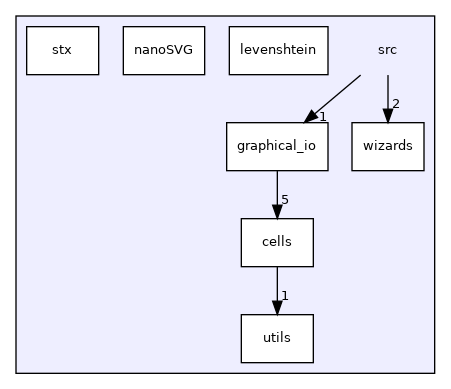 stx
nanoSVG
levenshtein
src
1
2
graphical_io
wizards
5
cells
1
utils